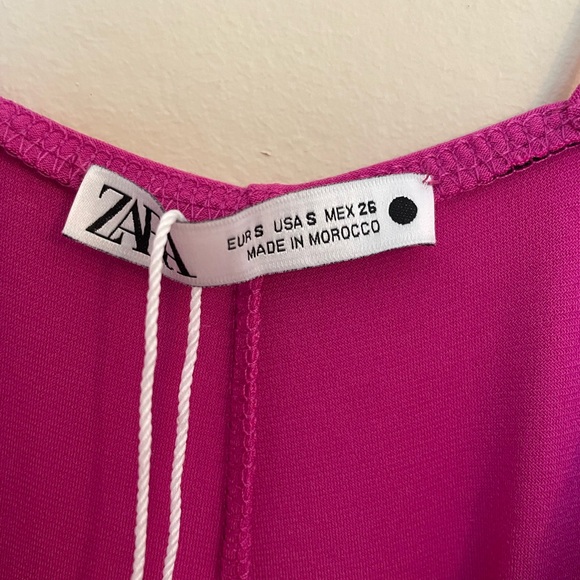 ZARA
EUR S USA S MEX 26
MADE IN MOROCCO